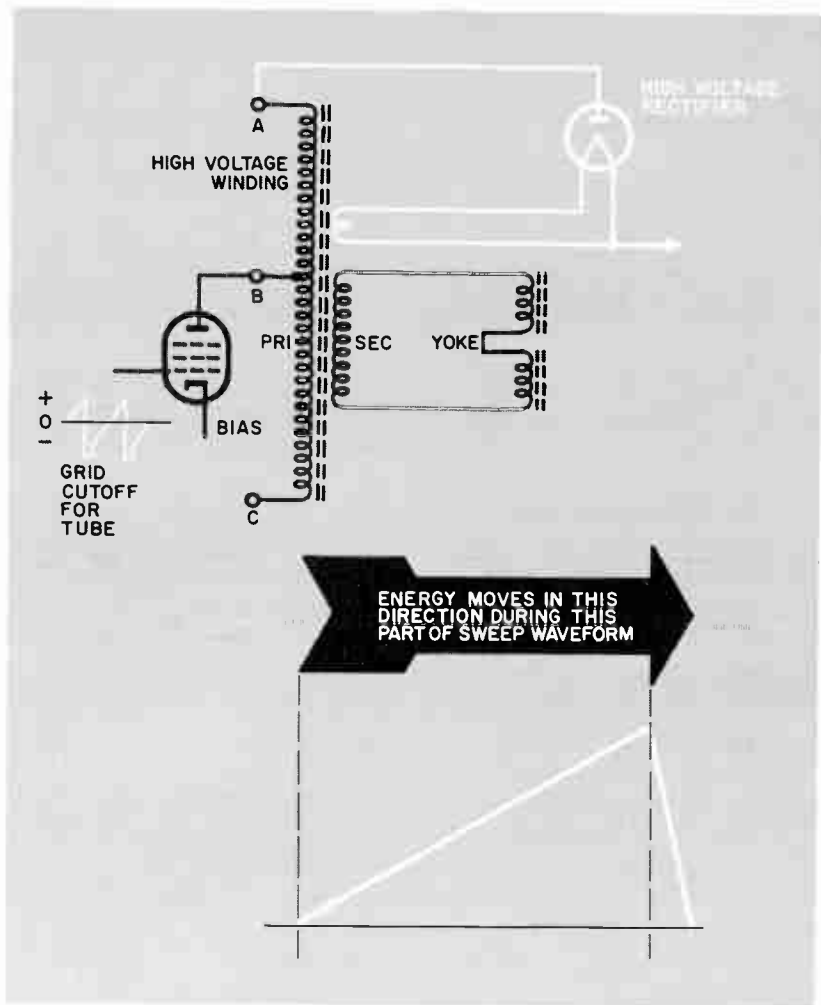 HIGH VOLTAGE
RECTIFIER
A
HIGH VOLTAGE
WINDING
B
PRI
SEC
YOKE
+
0
-
BIAS
GRID
CUTOFF
FOR
TUBE
C
ENERGY MOVES IN THIS
DIRECTION DURING THIS
PART OF SWEEP WAVEFORM